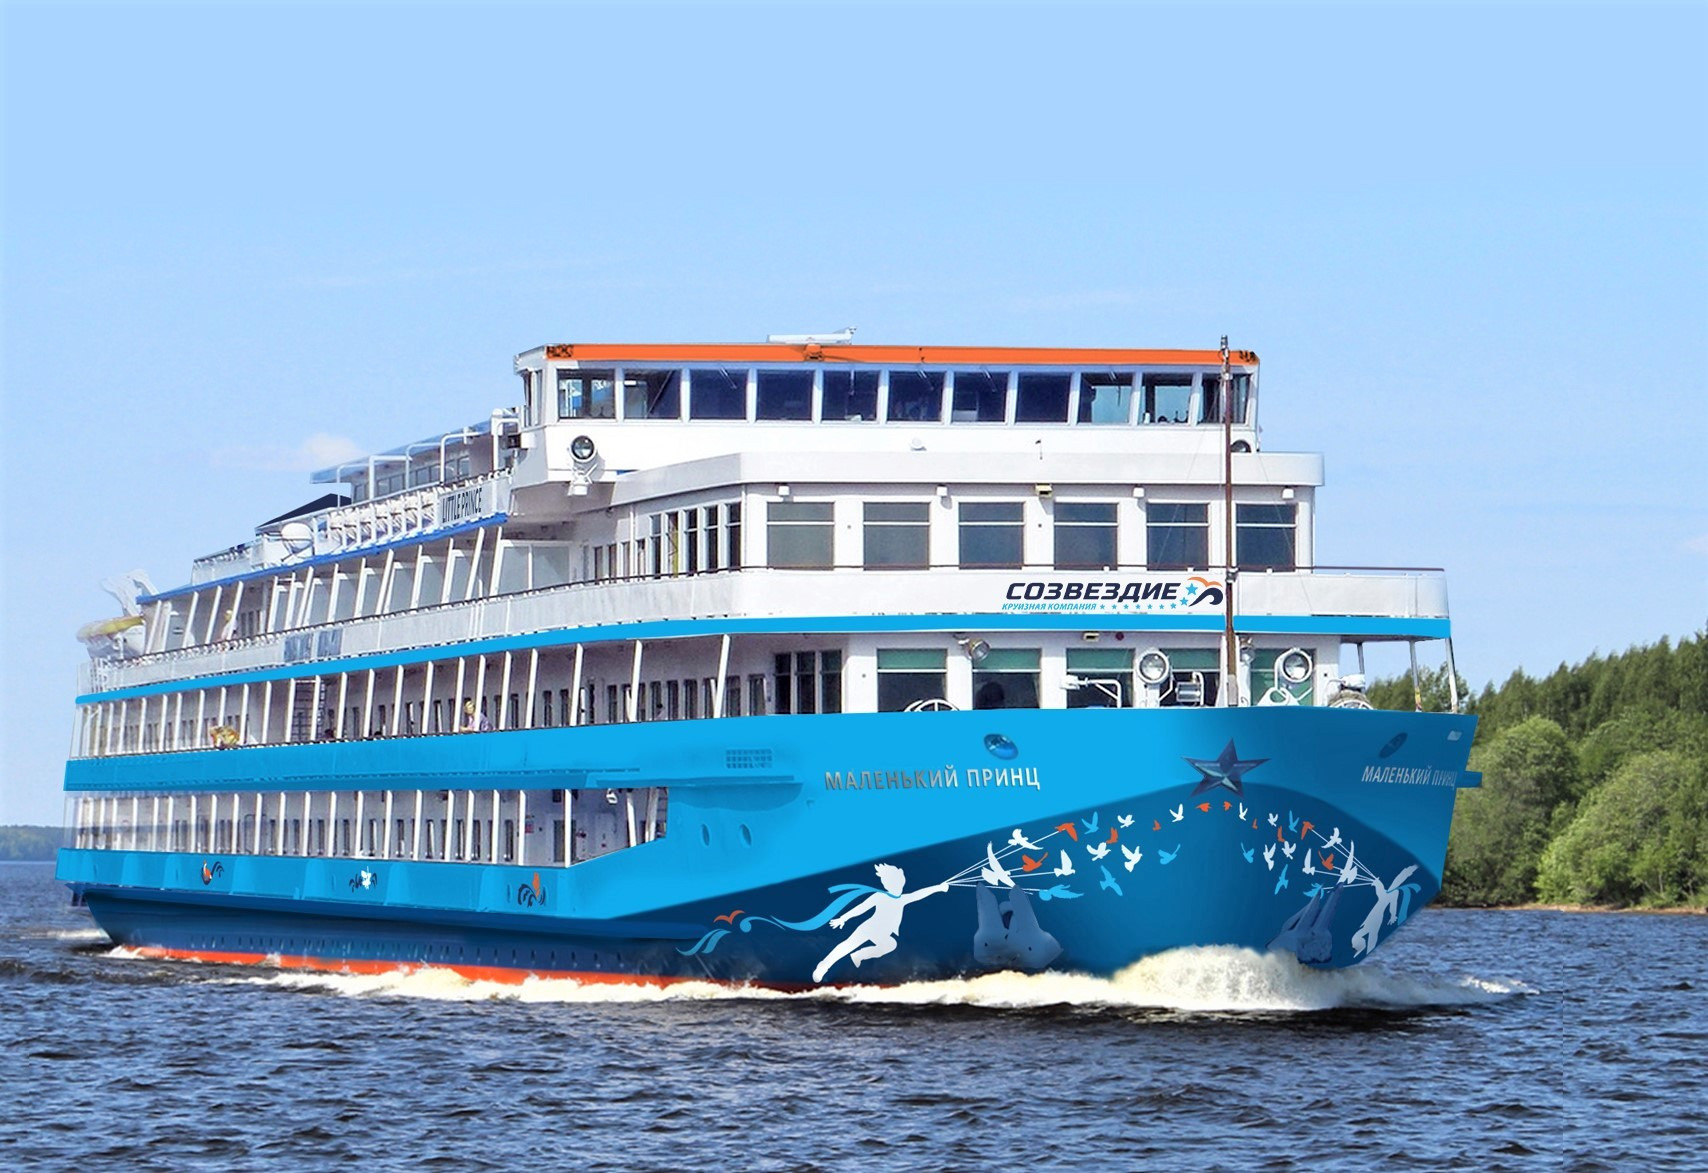 LITTLE PRINCE
СОЗВЕЗДИЕ
КРУИЗНАЯ КОМПАНИЯ
МАЛЕНЬКИЙ ПРИНЦ
МАЛЕНЬКИЙ ПРИНЦ